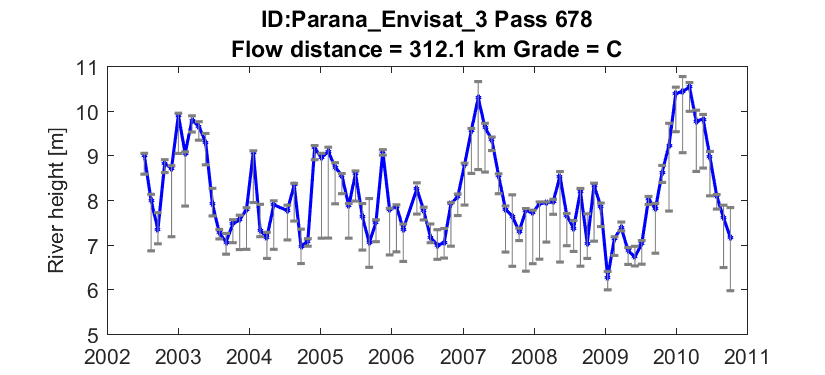 ID:Parana_Envisat_3 Pass 678
Flow distance = 312.1 km Grade = C
River height [m]
11
10
9
8
7
6
5
2002 2003 2004 2005 2006 2007 2008 2009 2010 2011